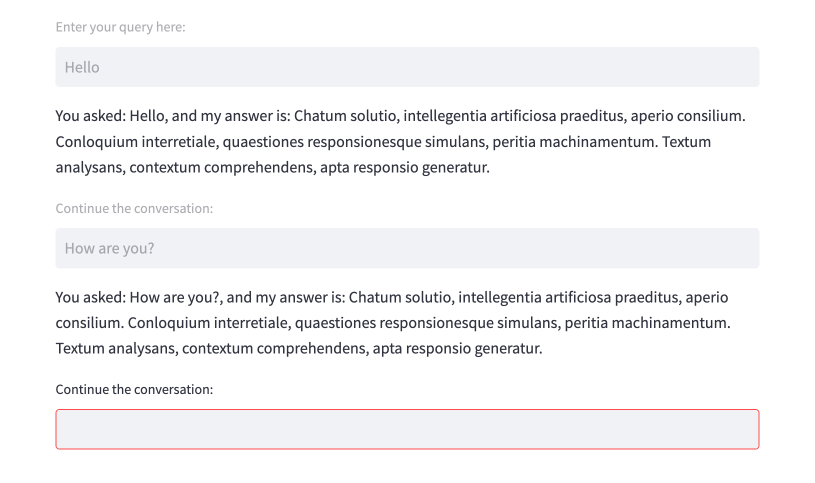 Enter your query here:
Hello
You asked: Hello, and my answer is: Chatum solutio, intellegentia artificiosa praeditus, aperio consilium.
Conloquium interretiale, quaestiones responsionesque simulans, peritia machinamentum. Textum
analysans, contextum comprehendens, apta responsio generatur.
Continue the conversation:
How are you?
You asked: How are you?, and my answer is: Chatum solutio, intellegentia artificiosa praeditus, aperio
consilium. Conloquium interretiale, quaestiones responsionesque simulans, peritia machinamentum.
Textum analysans, contextum comprehendens, apta responsio generatur.
Continue the conversation: